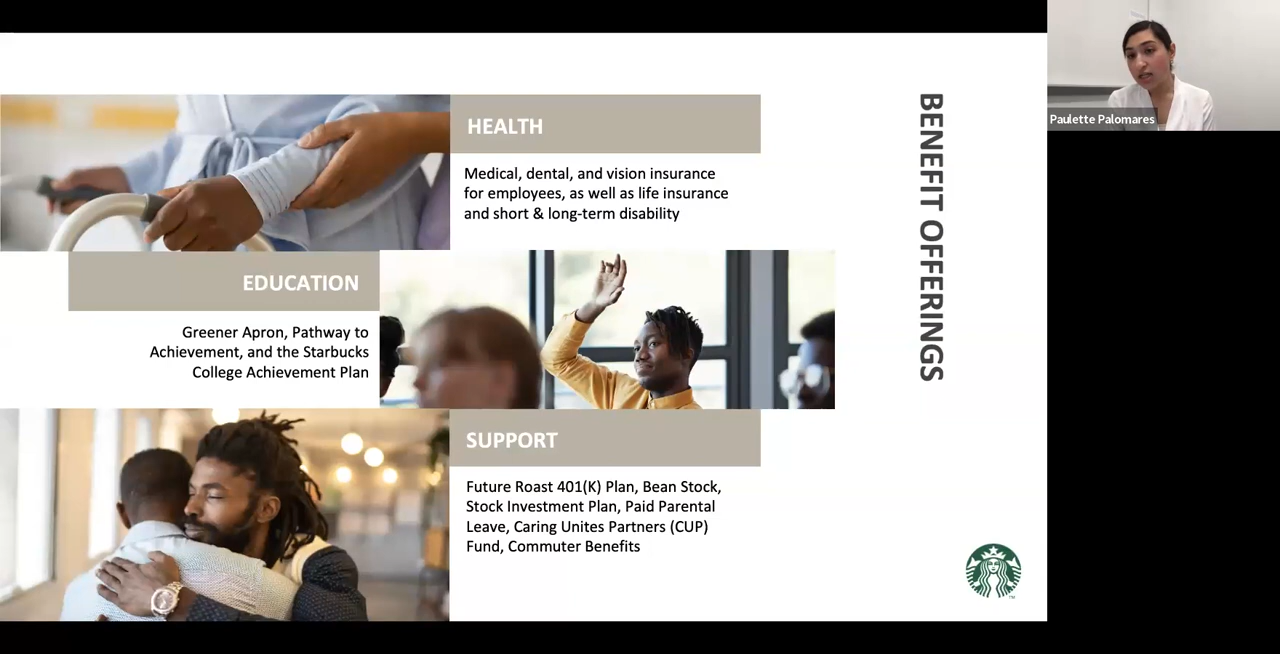 HEALTH
Medical, dental, and vision insurance
for employees, as well as life insurance
and short & long-term disability
EDUCATION
Greener Apron, Pathway to
Achievement, and the Starbucks
College Achievement Plan
SUPPORT
Future Roast 401(K) Plan, Bean Stock,
Stock Investment Plan, Paid Parental
Leave, Caring Unites Partners (CUP)
Fund, Commuter Benefits
BENEFIT OFFERINGS
TM
Paulette Palomares